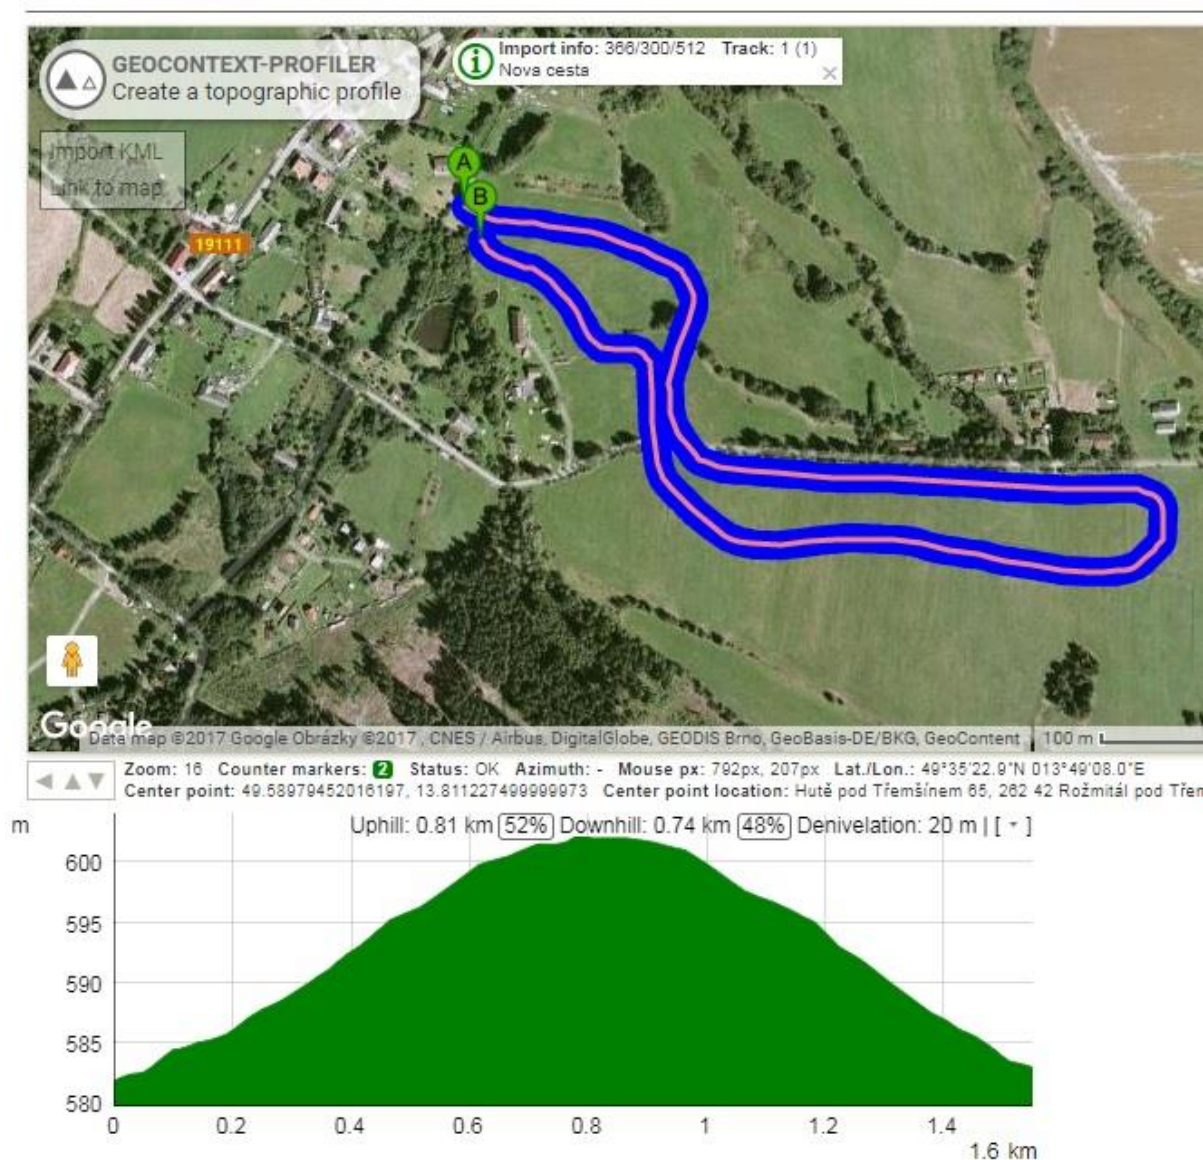 GEOCONTEXT-PROFILER
Create a topographic profile
Import info: 366/300/512 Track: 1 (1)
Nova cesta
Import KML
Link to map
A
B
19111
Google
Data map ©2017 Google Obrázky ©2017 , CNES / Airbus, DigitalGlobe, GEODIS Brno, GeoBasis-DE/BKG, GeoContent
100 m
Zoom: 16 Counter markers: 2 Status: OK Azimuth: - Mouse px: 792px, 207px Lat./Lon.: 49°35'22.9"N 013°49'08.0"E
Center point: 49.58979452016197, 13.811227499999973 Center point location: Hutě pod Třemšínem 65, 262 42 Rožmitál pod Třem
m
Uphill: 0.81 km 52% Downhill: 0.74 km 48% Denivelation: 20 m | [ - ]
600
595
590
585
580
0 0.2 0.4 0.6 0.8 1 1.2 1.4
1.6 km